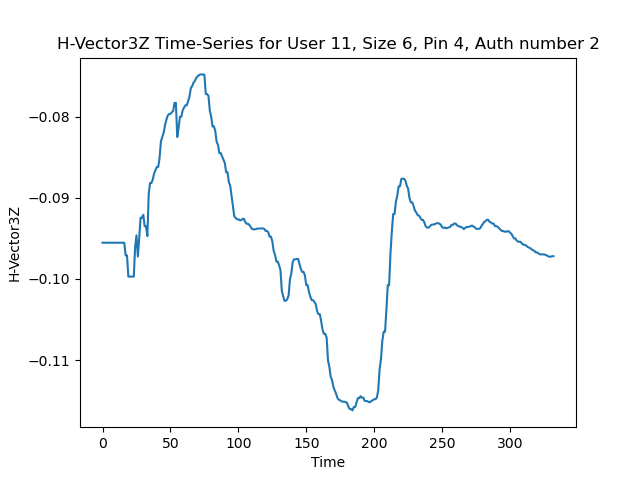 H-Vector3Z Time-Series for User 11, Size 6, Pin 4, Auth number 2
−0.08
−0.09
−0.10
−0.11
H-Vector3Z
0 50 100 150 200 250 300
Time